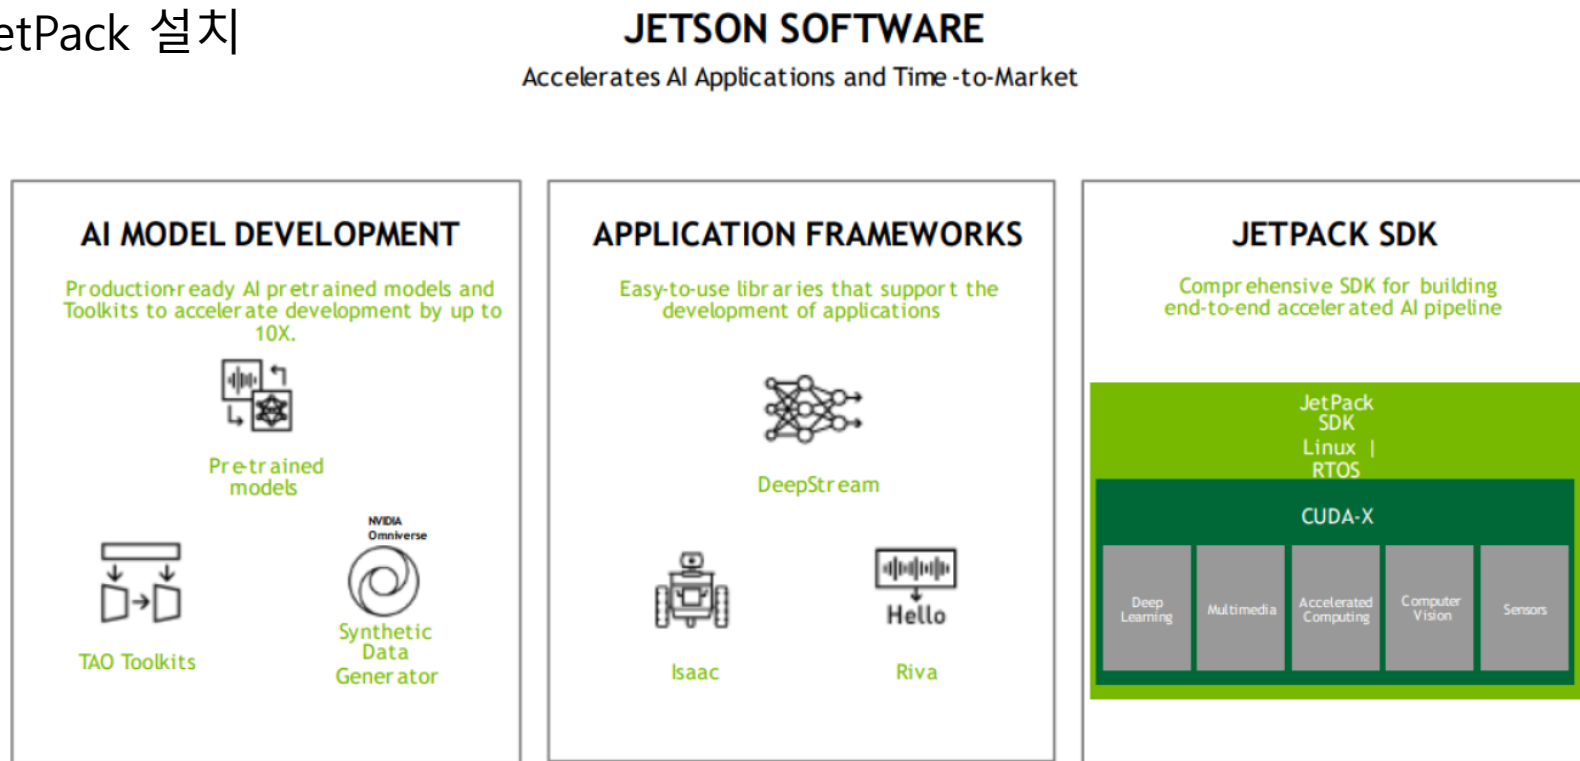 etPack 설치
JETSON SOFTWARE
Accelerates AI Applications and Time-to-Market
AI MODEL DEVELOPMENT
Production-ready AI pretrained models and
Toolkits to accelerate development by up to
10X.
Pre-trained
models
NVIDIA
Omniverse
TAO Toolkits
Synthetic
Data
Generator
APPLICATION FRAMEWORKS
Easy-to-use libraries that support the
development of applications
DeepStream
Hello
Isaac
Riva
JETPACK SDK
Comprehensive SDK for building
end-to-end accelerated AI pipeline
JetPack
SDK
Linux |
RTOS
CUDA-X
Deep
Learning
Multimedia
Accelerated
Computing
Computer
Vision
Sensors